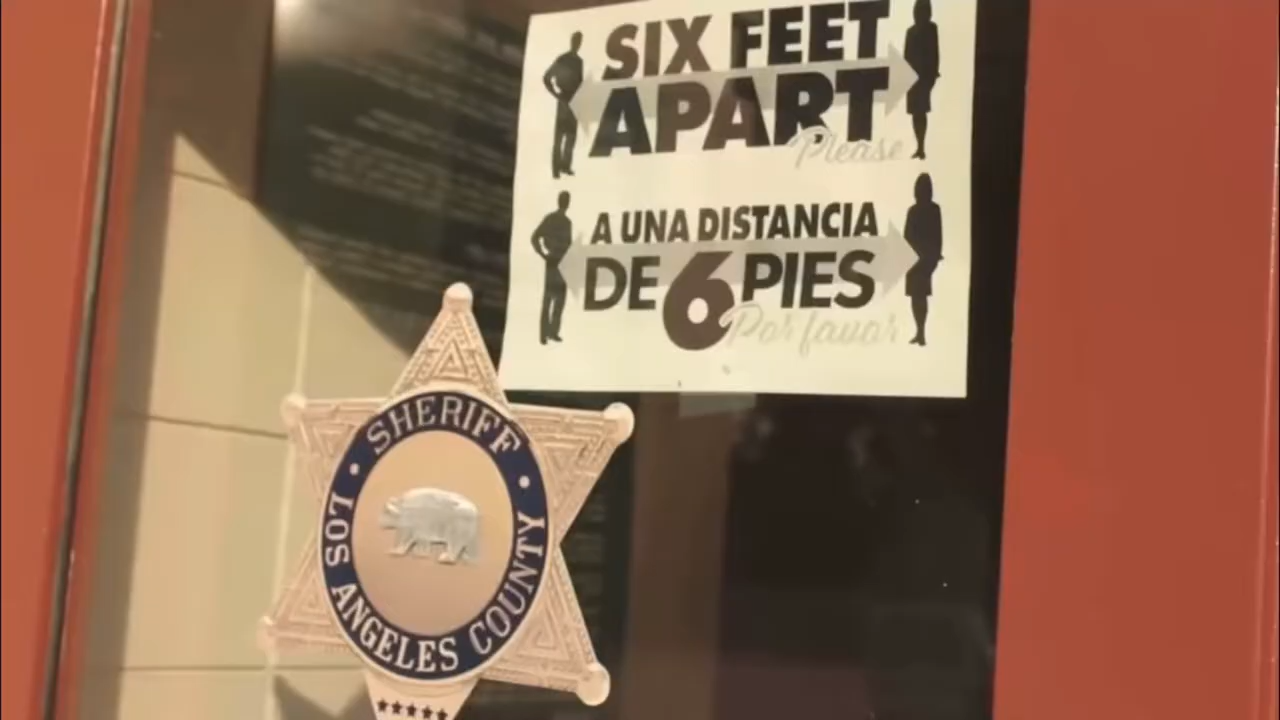 SIX FEET
APART
Please
A UNA DISTANCIA
DE 6 PIES
Por favor
SHERIFF
LOS ANGELES COUNTY